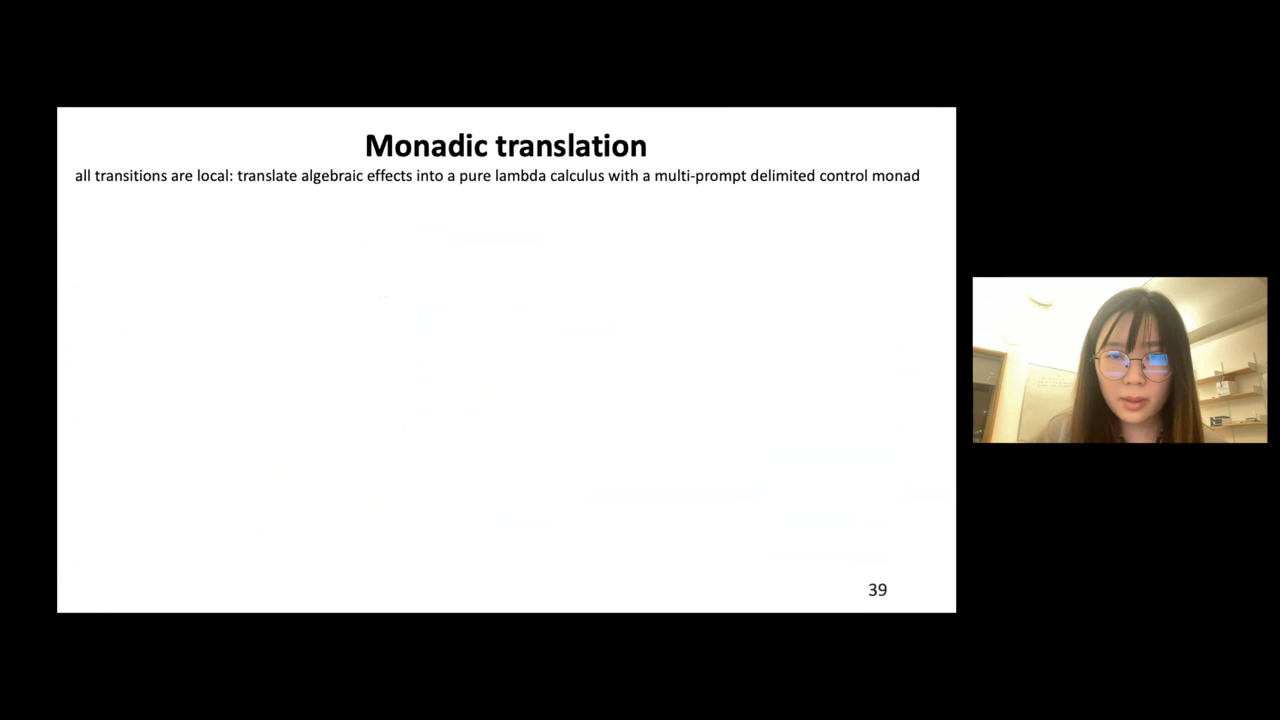 Monadic translation
all transitions are local: translate algebraic effects into a pure lambda calculus with a multi-prompt delimited control monad
39